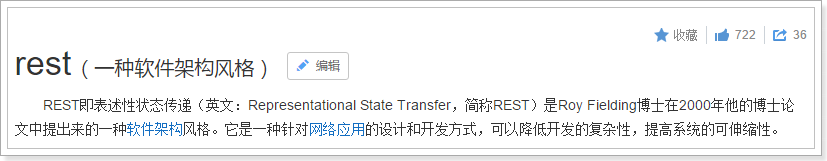 收藏 722 36
rest（一种软件架构风格） 编辑
REST即表述性状态传递（英文：Representational State Transfer，简称REST）是Roy Fielding博士在2000年他的博士论
文中提出来的一种软件架构风格。它是一种针对网络应用的设计和开发方式，可以降低开发的复杂性，提高系统的可伸缩性。